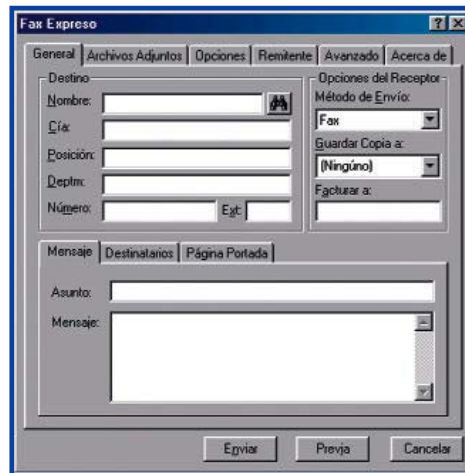 Fax Expreso
General Archivos Adjuntos Opciones Remitente Avanzado Acerca de
Destino
Nombre:
Cía:
Posición:
Deptm:
Número: Ext:
Opciones del Receptor
Método de Envío:
Fax
Guardar Copia a:
(Ningúno)
Facturar a:
Mensaje Destinatarios Página Portada
Asunto:
Mensaje:
Enviar Previa Cancelar